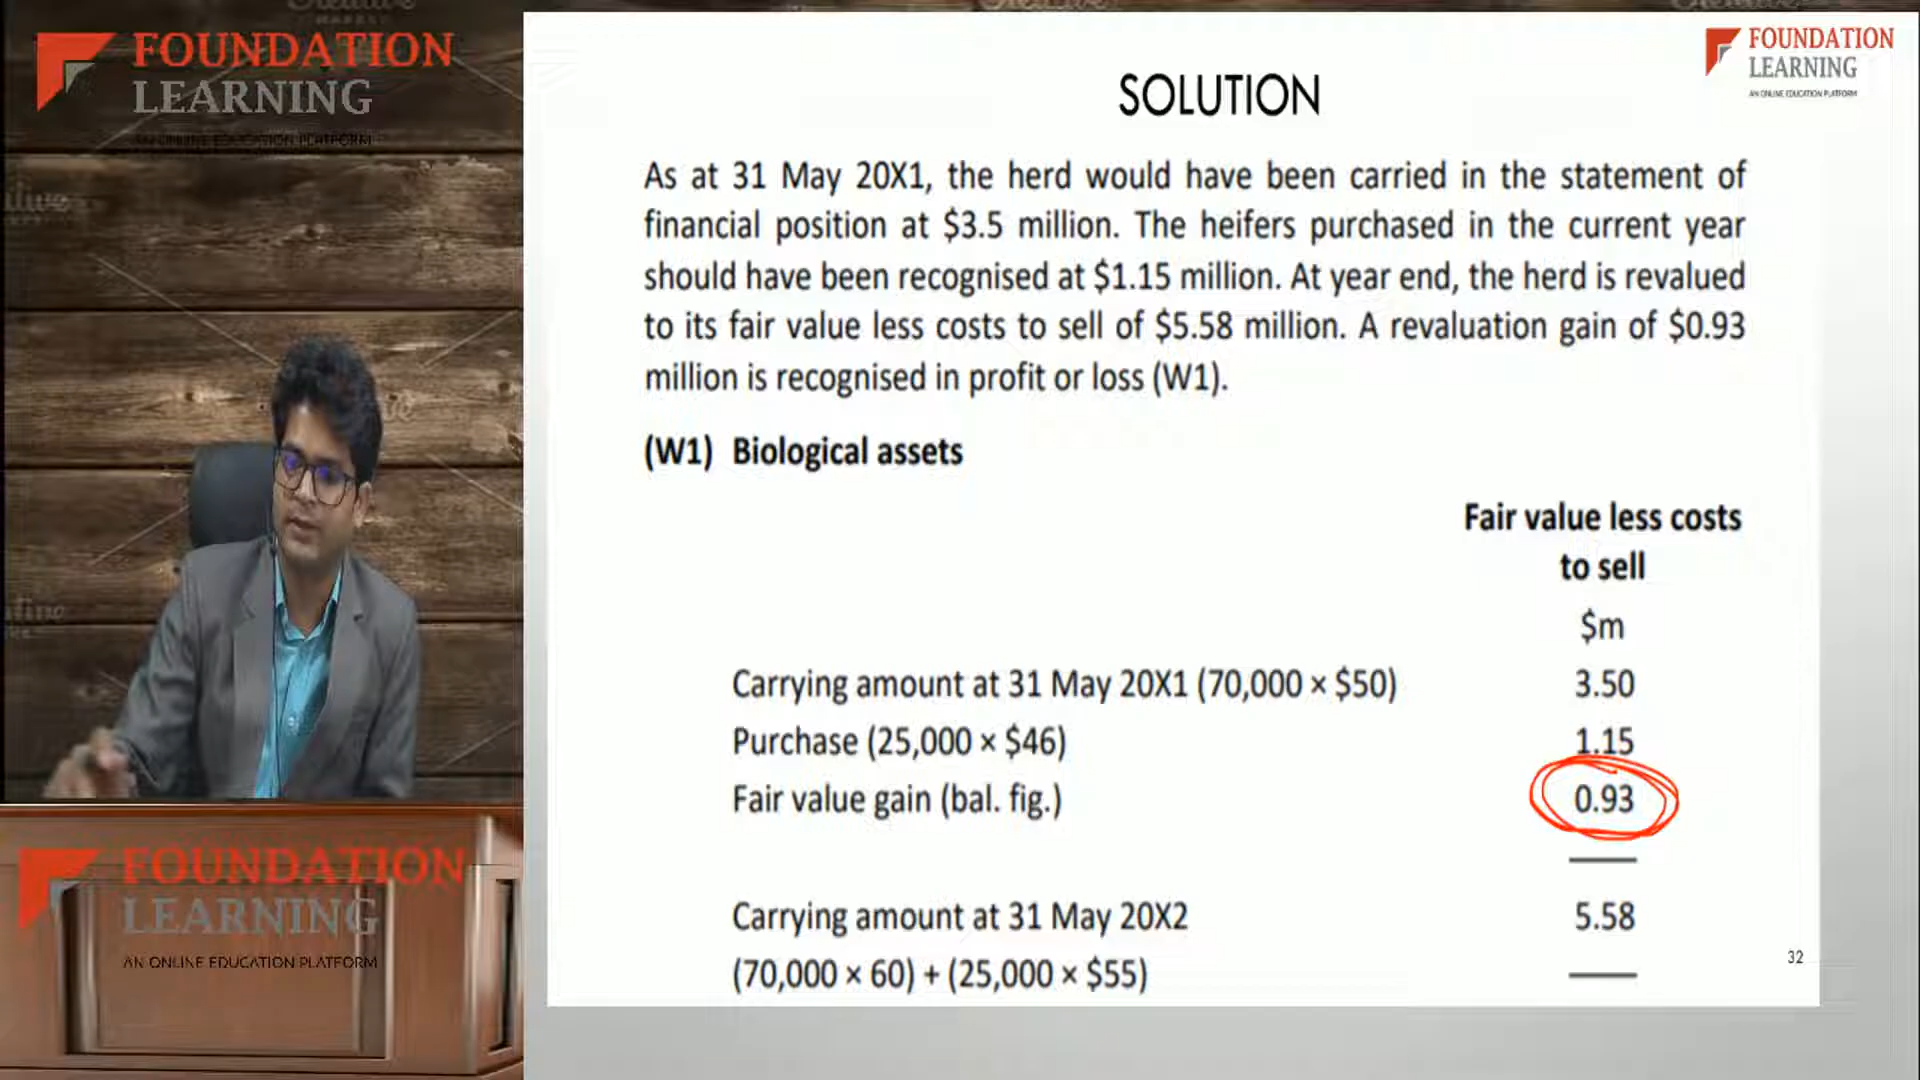 FOUNDATION
LEARNING
AN ONLINE EDUCATION PLATFORM
FOUNDATION
LEARNING
AN ONLINE EDUCATION PLATFORM
SOLUTION
As at 31 May 20X1, the herd would have been carried in the statement of
financial position at $3.5 million. The heifers purchased in the current year
should have been recognised at $1.15 million. At year end, the herd is revalued
to its fair value less costs to sell of $5.58 million. A revaluation gain of $0.93
million is recognised in profit or loss (W1).
(W1) Biological assets
Fair value less costs
to sell
$m
Carrying amount at 31 May 20X1 (70,000 × $50) 3.50
Purchase (25,000 × $46) 1.15
Fair value gain (bal. fig.) 0.93
Carrying amount at 31 May 20X2 5.58
(70,000 × 60) + (25,000 × $55)
32
FOUNDATION
LEARNING
AN ONLINE EDUCATION PLATFORM